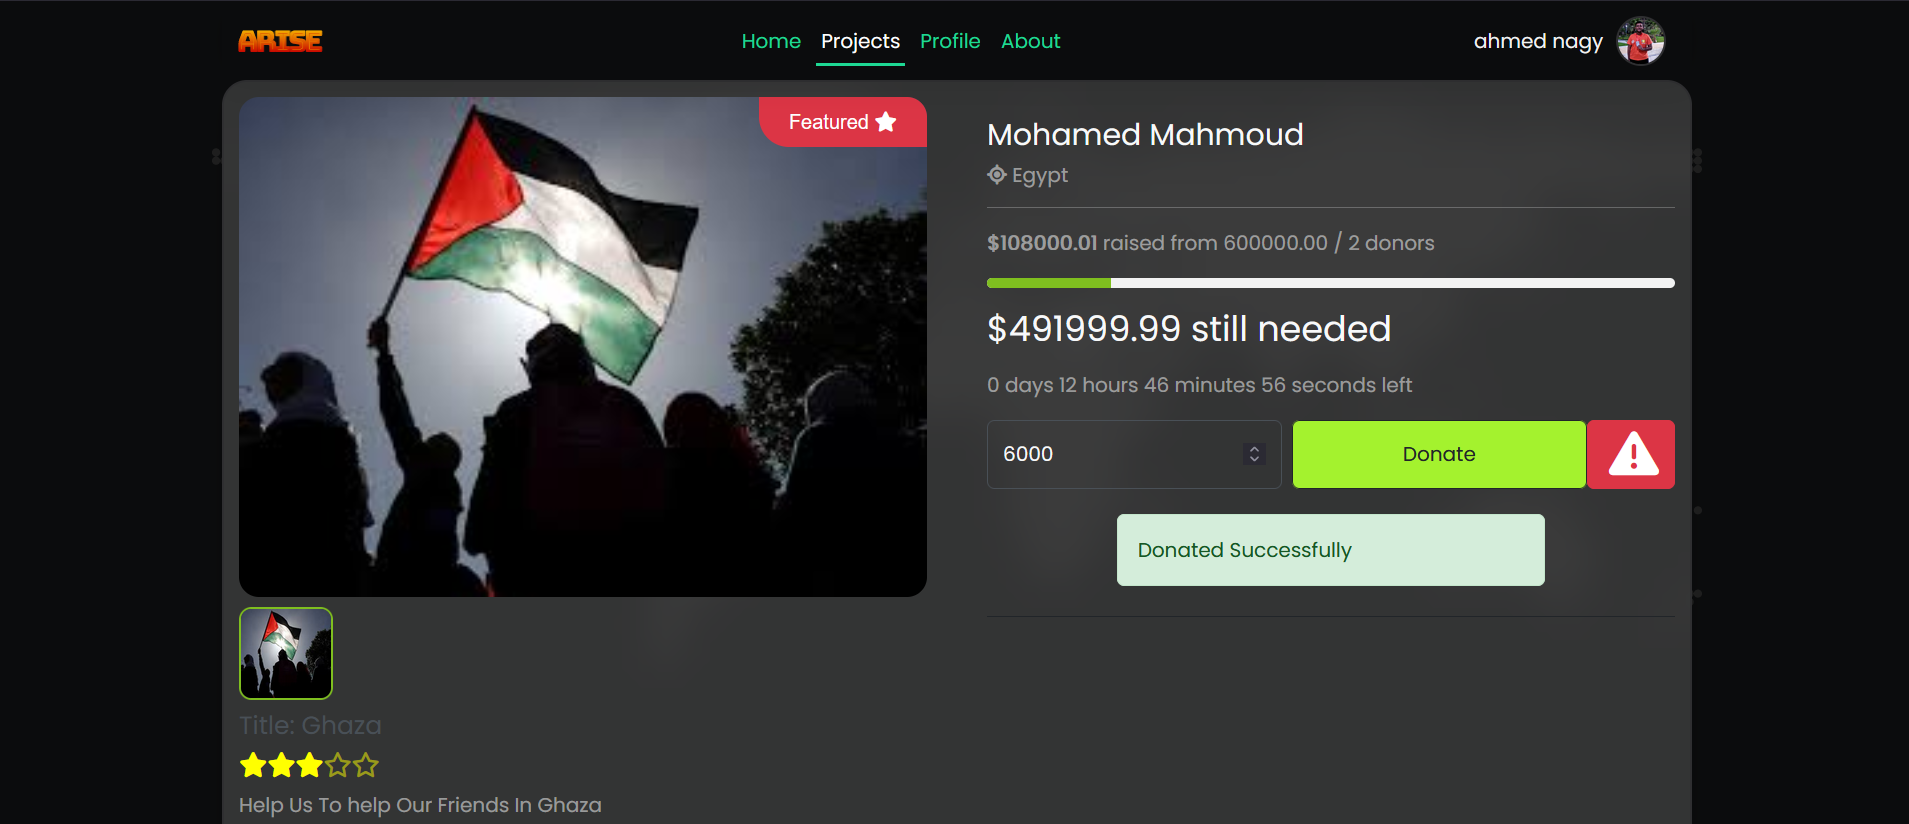 ARISE
Home Projects Profile About
ahmed nagy
Featured
Mohamed Mahmoud
Egypt
$108000.01 raised from 600000.00 / 2 donors
$491999.99 still needed
0 days 12 hours 46 minutes 56 seconds left
6000
Donate
Donated Successfully
Title: Ghaza
Help Us To help Our Friends In Ghaza